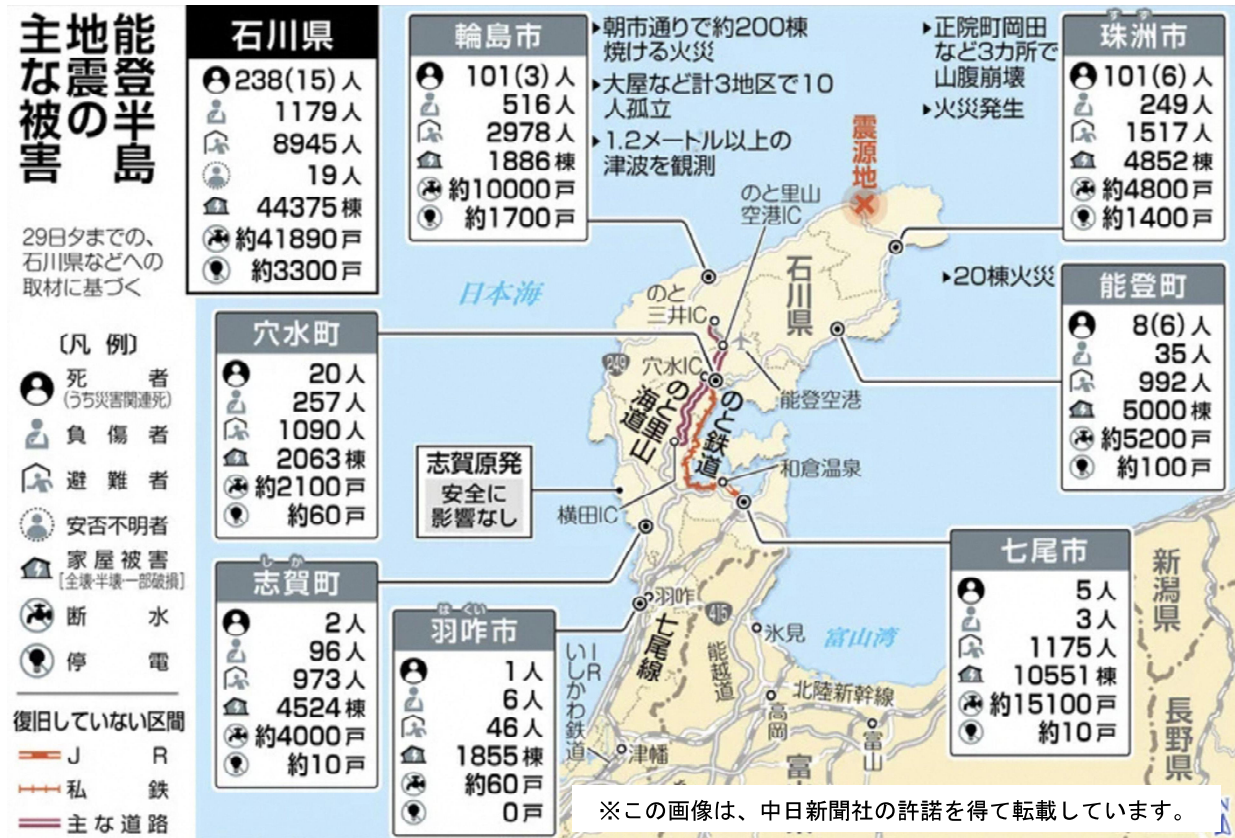 能登半島
地震の
主な被害
29日夕までの、
石川県などへの
取材に基づく
〔凡 例〕
死者
(うち災害関連死)
負傷者
避難者
安否不明者
家屋被害
[全壊・半壊・一部破損]
断水
停電
復旧していない区間
JR
私鉄
主な道路
石川県
238(15)人
1179人
8945人
19人
44375棟
約41890戸
約3300戸
輪島市
101(3)人
516人
2978人
1886棟
約10000戸
約1700戸
▶朝市通りで約200棟
焼ける火災
▶大屋など計3地区で10
人孤立
▶1.2メートル以上の
津波を観測
▶正院町岡田
など3カ所で
山腹崩壊
▶火災発生
すず
珠洲市
101(6)人
249人
1517人
4852棟
約4800戸
約1400戸
▶20棟火災
能登町
8(6)人
35人
992人
5000棟
約5200戸
約100戸
穴水町
20人
257人
1090人
2063棟
約2100戸
約60戸
志賀原発
安全に
影響なし
しか
志賀町
2人
96人
973人
4524棟
約4000戸
約10戸
はくい
羽咋市
1人
6人
46人
1855棟
約60戸
0戸
七尾市
5人
3人
1175人
10551棟
約15100戸
約10戸
震源地
日本海
石川県
のと里山
空港IC
のと
三井IC
249
穴水IC
能登空港
のと里山
海道
のと鉄道
和倉温泉
横田IC
羽咋
七尾線
415
氷見
富山湾
能越道
IR
いしかわ鉄道
北陸新幹線
高岡
富山
津幡
新潟県
長野県
富
※この画像は、中日新聞社の許諾を得て転載しています。